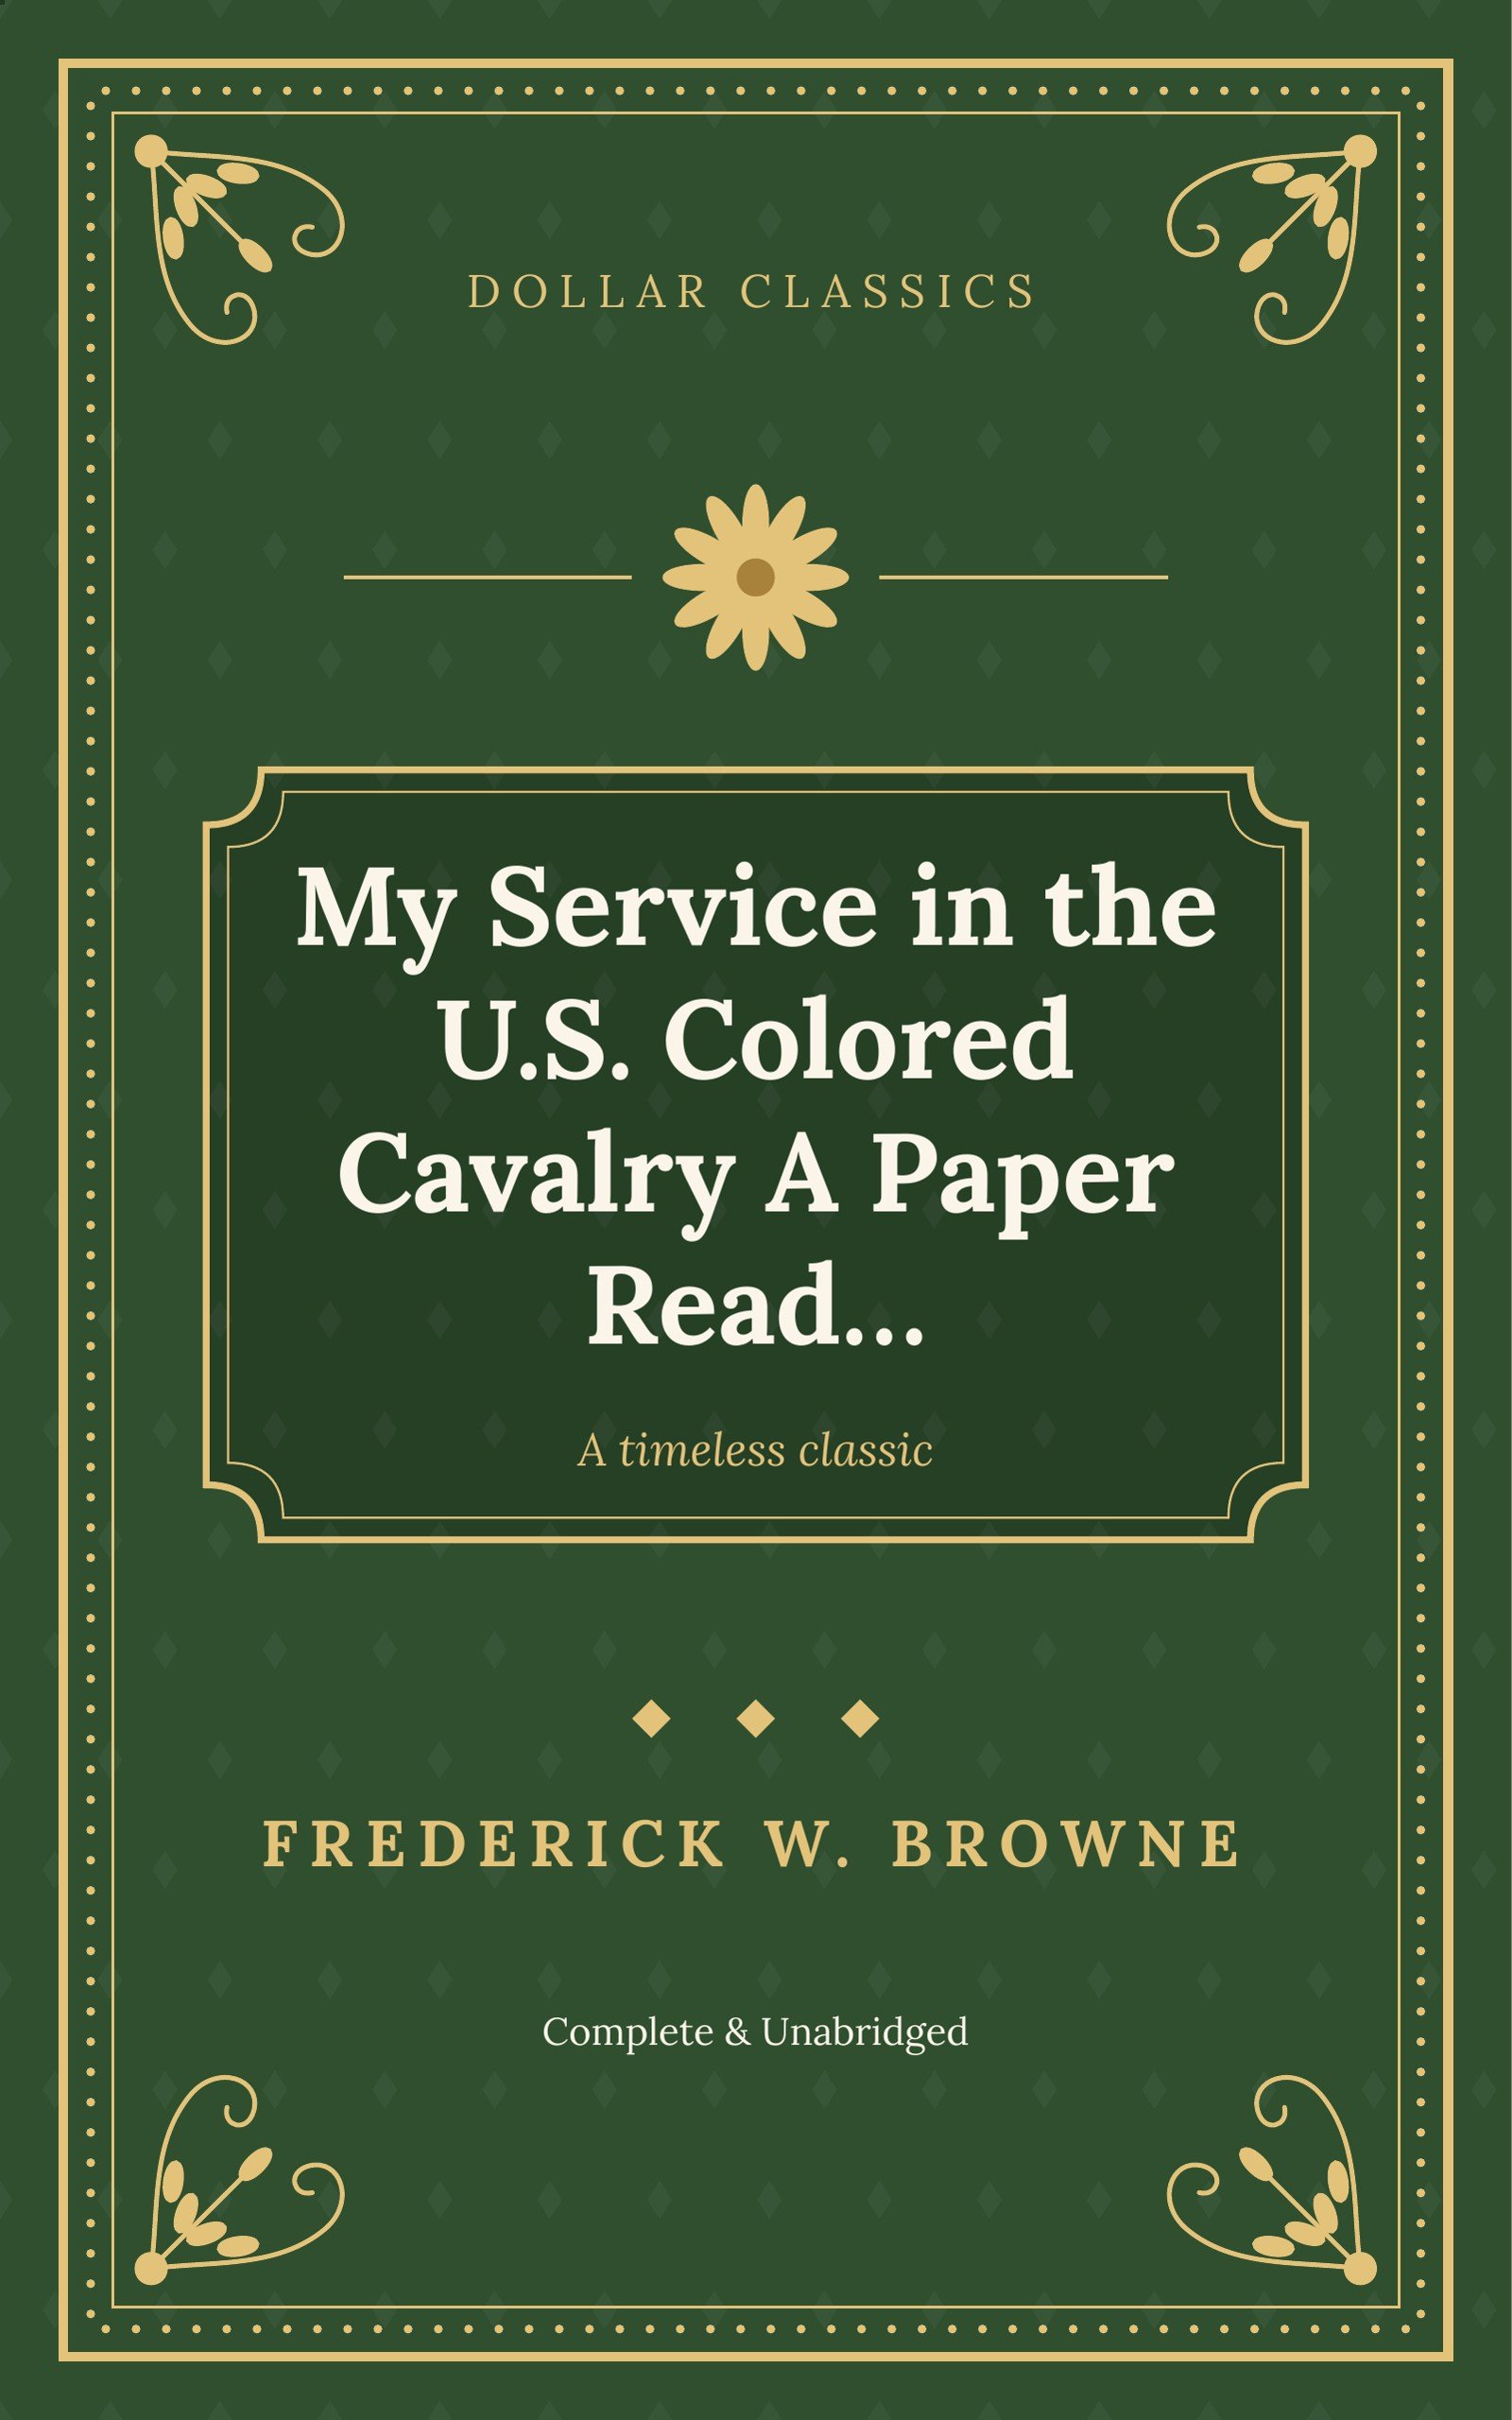 DOLLAR CLASSICS
My Service in the
U.S. Colored
Cavalry A Paper
Read...
A timeless classic
FREDERICK W. BROWNE
Complete & Unabridged